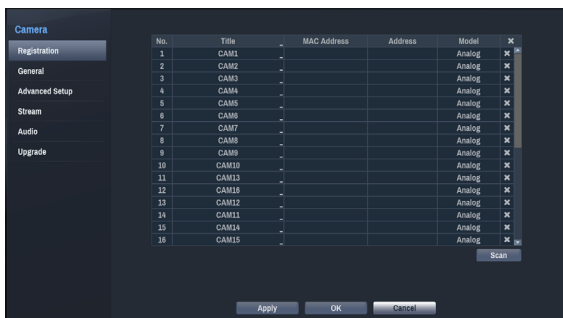 Camera
Registration
General
Advanced Setup
Stream
Audio
Upgrade
No. Title MAC Address Address Model ✖
1 CAM1 Analog ✖
2 CAM2 Analog ✖
3 CAM3 Analog ✖
4 CAM4 Analog ✖
5 CAM5 Analog ✖
6 CAM6 Analog ✖
7 CAM7 Analog ✖
8 CAM8 Analog ✖
9 CAM9 Analog ✖
10 CAM10 Analog ✖
11 CAM13 Analog ✖
12 CAM16 Analog ✖
13 CAM12 Analog ✖
14 CAM11 Analog ✖
15 CAM14 Analog ✖
16 CAM15 Analog ✖
Scan
Apply OK Cancel